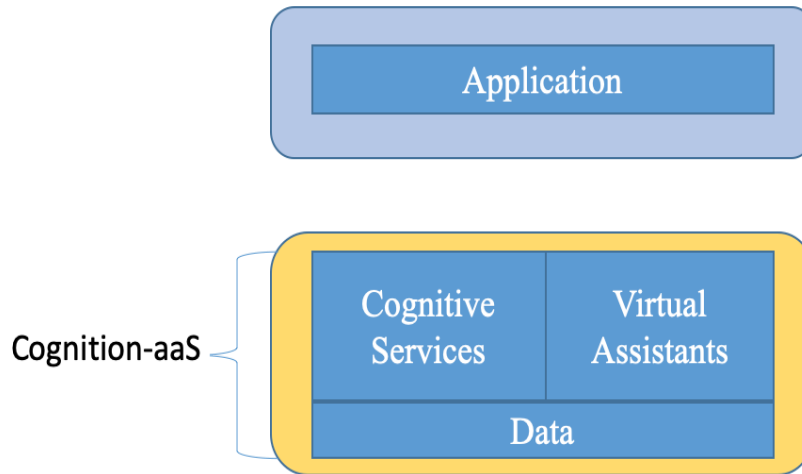 Application
Cognitive Virtual
Services Assistants
Cognition-aaS
Data